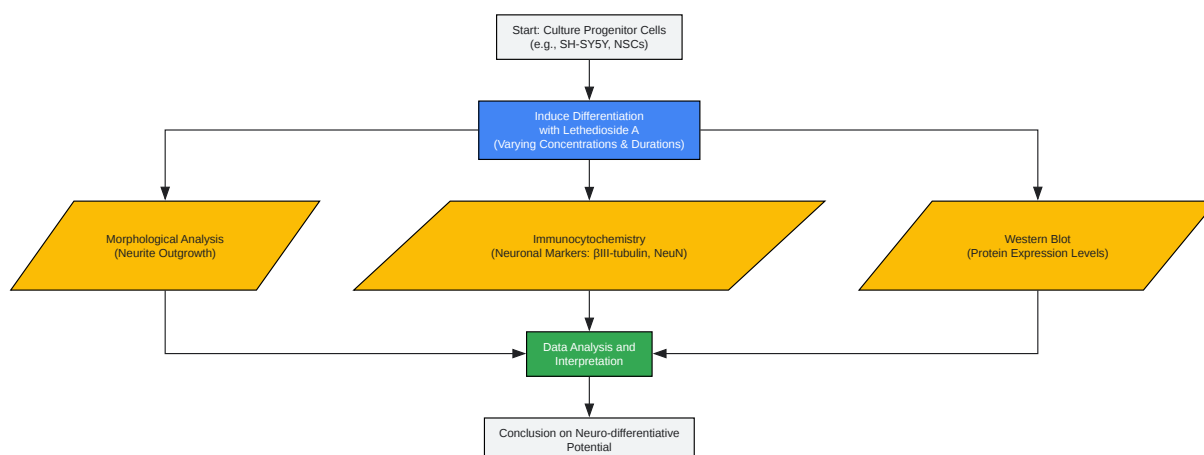 Start: Culture Progenitor Cells
(e.g., SH-SY5Y, NSCs)
Induce Differentiation
with Lethedioside A
(Varying Concentrations & Durations)
Morphological Analysis
(Neurite Outgrowth)
Immunocytochemistry
(Neuronal Markers: βIII-tubulin, NeuN)
Western Blot
(Protein Expression Levels)
Data Analysis and
Interpretation
Conclusion on Neuro-differentiative
Potential